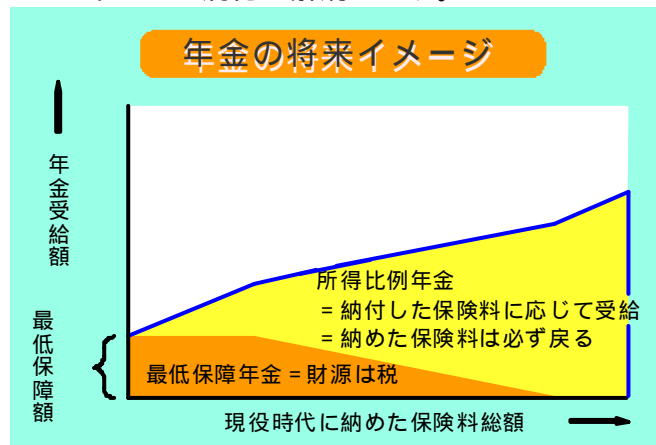 年金の将来イメージ
年金受給額
所得比例年金
=納付した保険料に応じて受給
=納めた保険料は必ず戻る
最低保障額
最低保障年金=財源は税
現役時代に納めた保険料総額